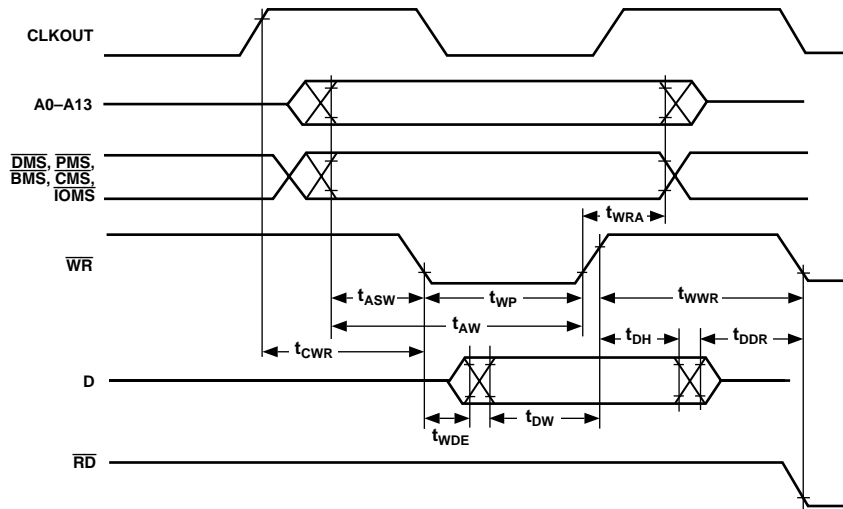 CLKOUT
A0–A13
DMS, PMS,
BMS, CMS,
IOMS
tWRA
WR
tASW
tWP
tWWR
tAW
tCWR
tDH
tDDR
D
tWDE
tDW
RD